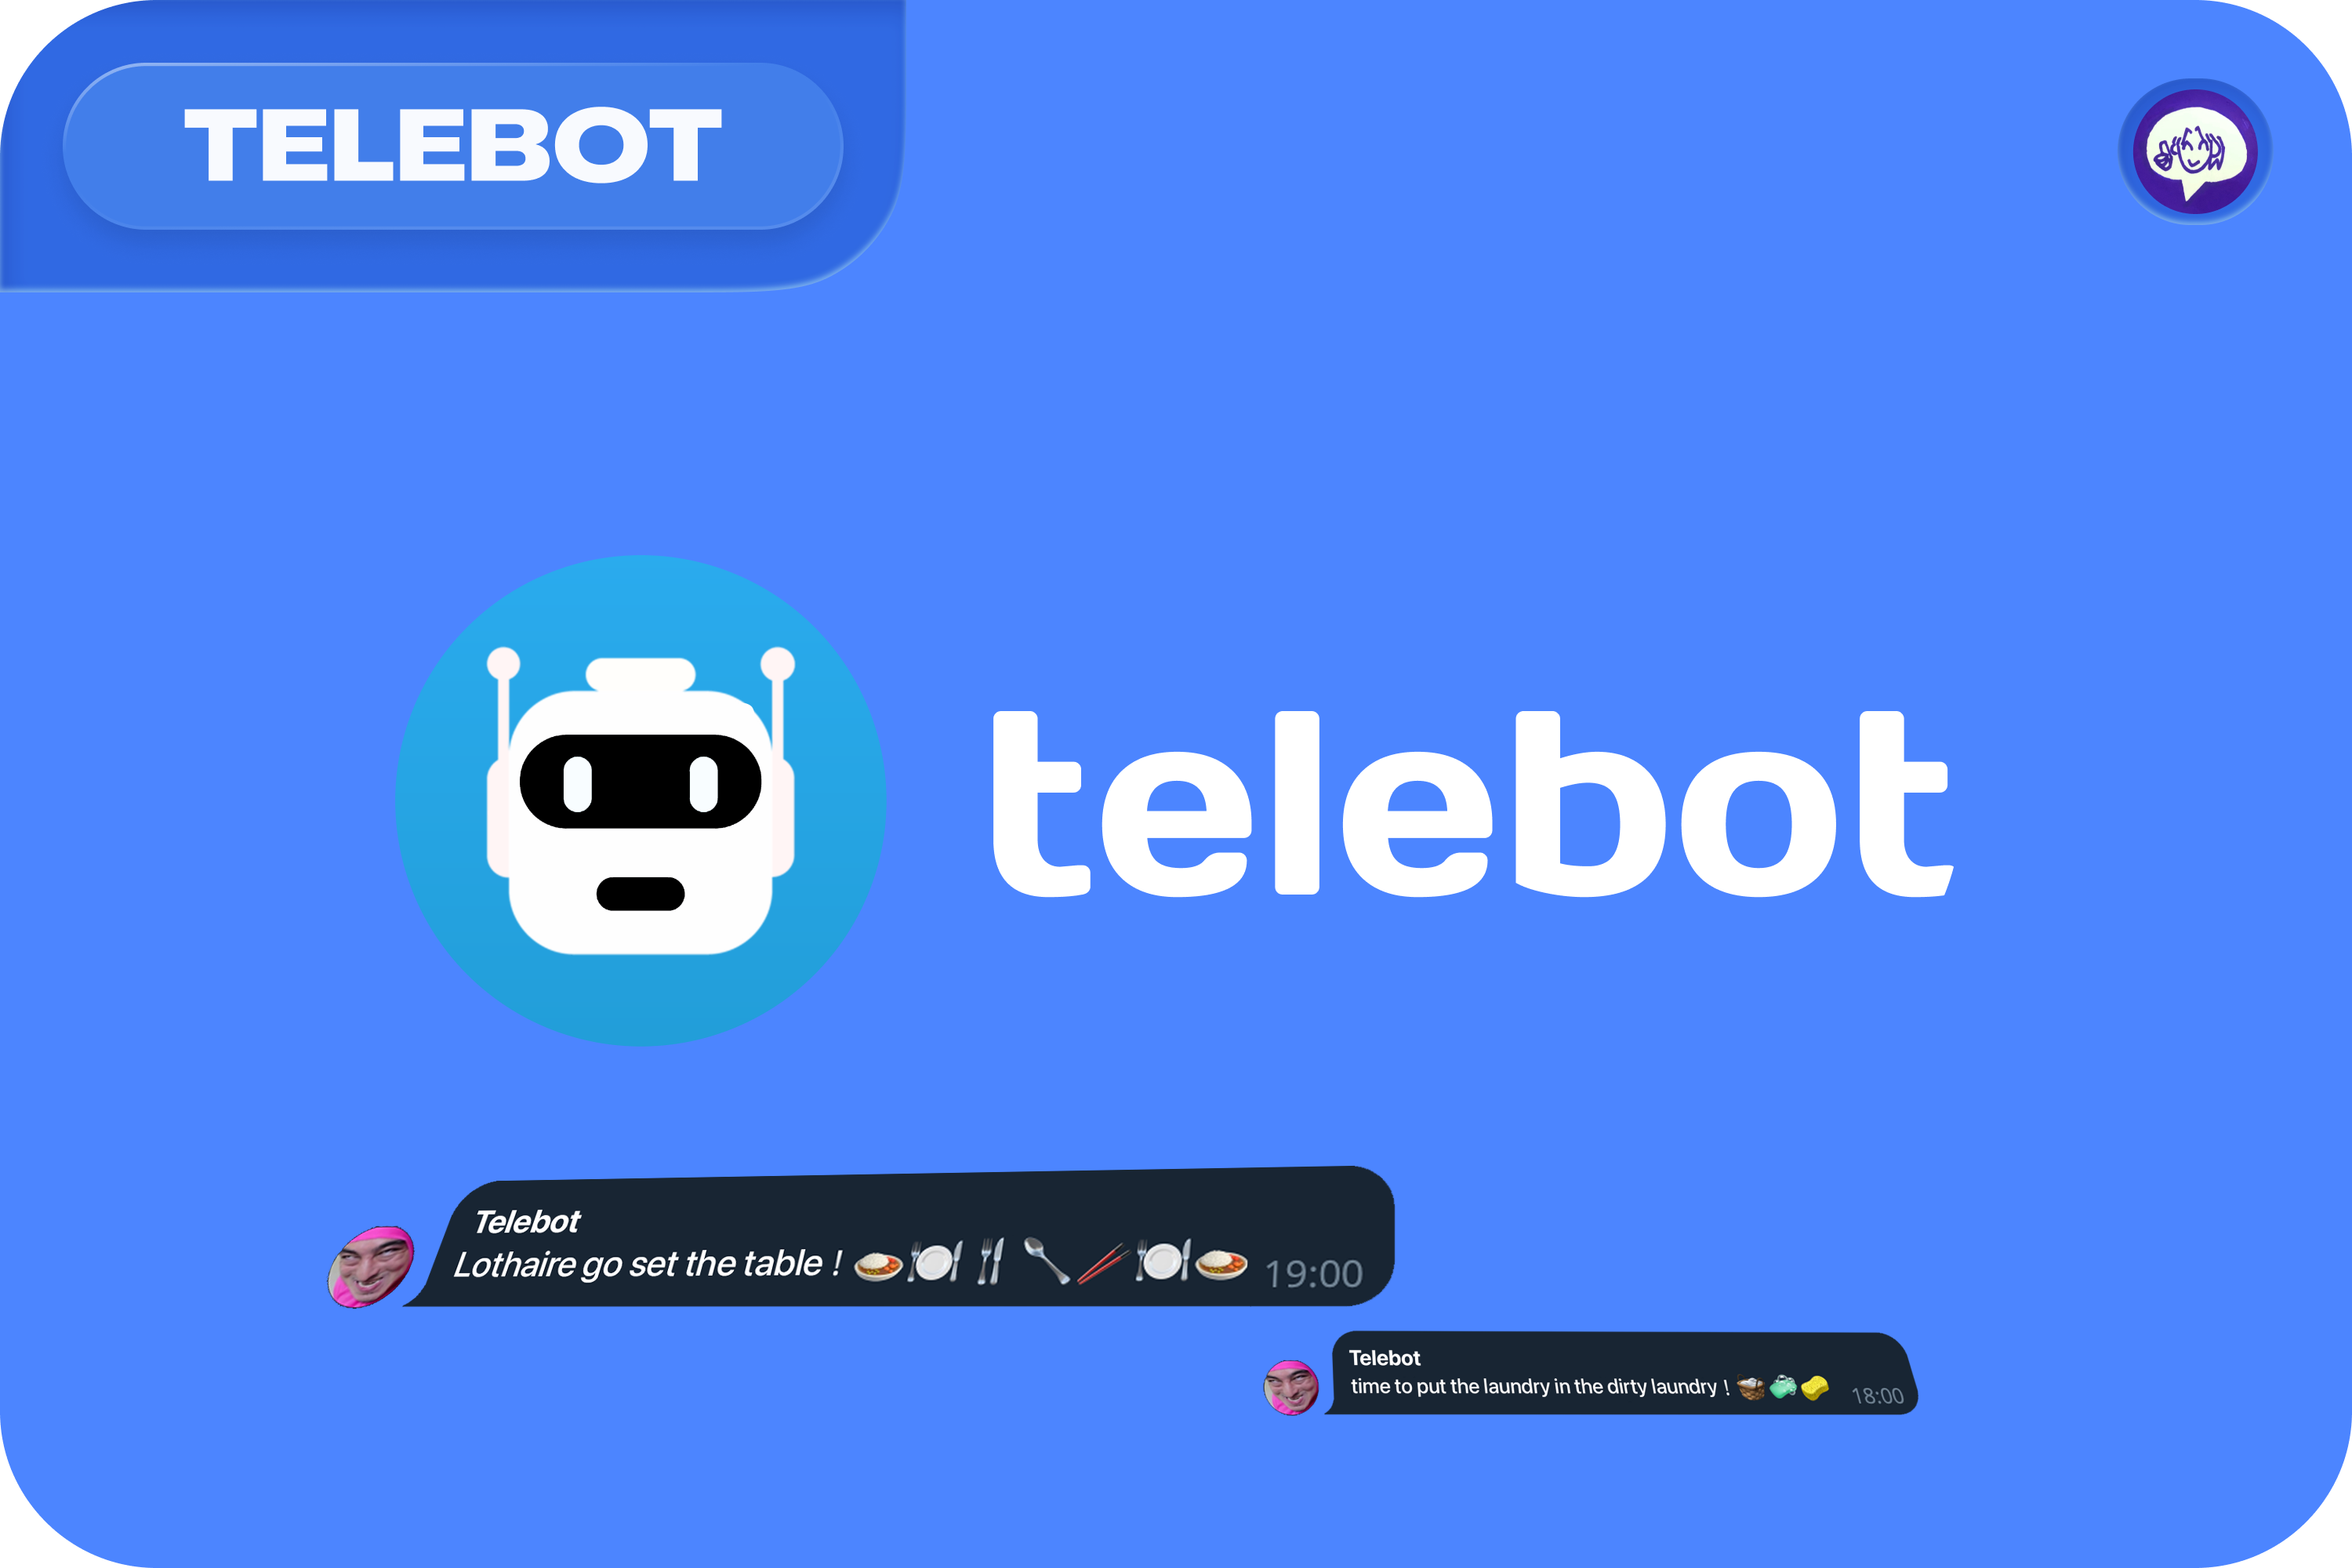 TELEBOT
telebot
Telebot
Lothaire go set the table ! 🍛🍽️🍴🥄🥢🍽️🍛 19:00
Telebot
time to put the laundry in the dirty laundry ! 🧺🧼🧽 18:00